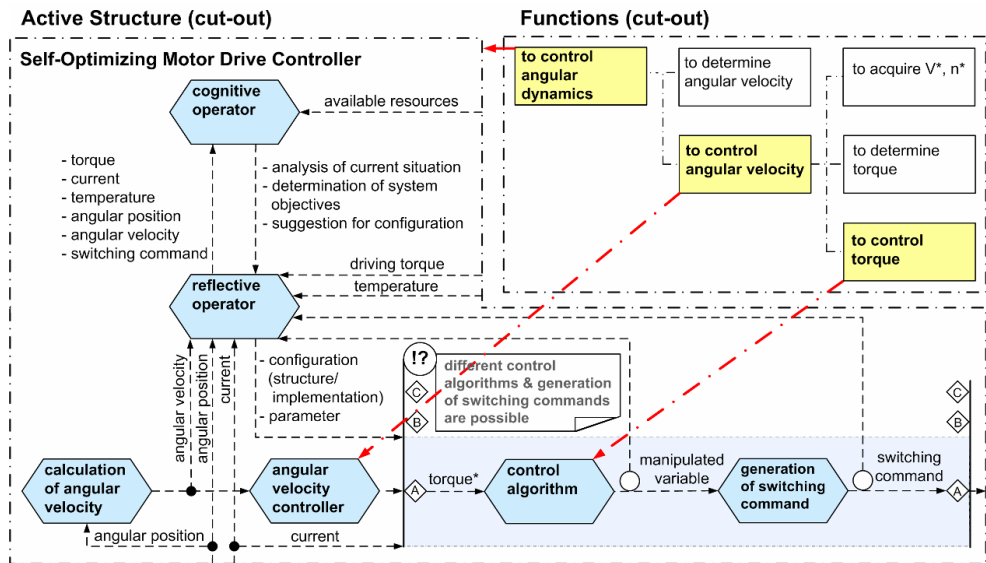 Active Structure (cut-out)
Functions (cut-out)
Self-Optimizing Motor Drive Controller
cognitive
operator
available resources
- torque
- current
- temperature
- angular position
- angular velocity
- switching command
- analysis of current situation
- determination of system
objectives
- suggestion for configuration
driving torque
temperature
reflective
operator
to control
angular
dynamics
to determine
angular velocity
to acquire V*, n*
to control
angular velocity
to determine
torque
to control
torque
angular velocity
angular position
current
- configuration
(structure/
implementation)
- parameter
!?
different control
algorithms & generation
of switching commands
are possible
C
B
C
B
calculation
of angular
velocity
angular
velocity
controller
A
torque*
control
algorithm
manipulated
variable
generation
of switching
command
switching
command
A
angular position
current